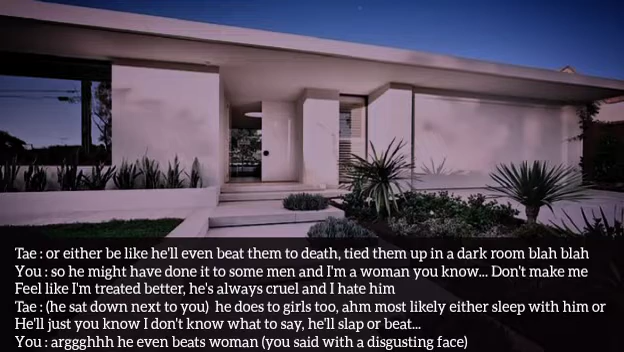 Tae : or either be like he'll even beat them to death, tied them up in a dark room blah blah
You : so he might have done it to some men and I'm a woman you know... Don't make me
Feel like I'm treated better, he's always cruel and I hate him
Tae : (he sat down next to you)  he does to girls too, ahm most likely either sleep with him or
He'll just you know I don't know what to say, he'll slap or beat...
You : arggghhh he even beats woman (you said with a disgusting face)